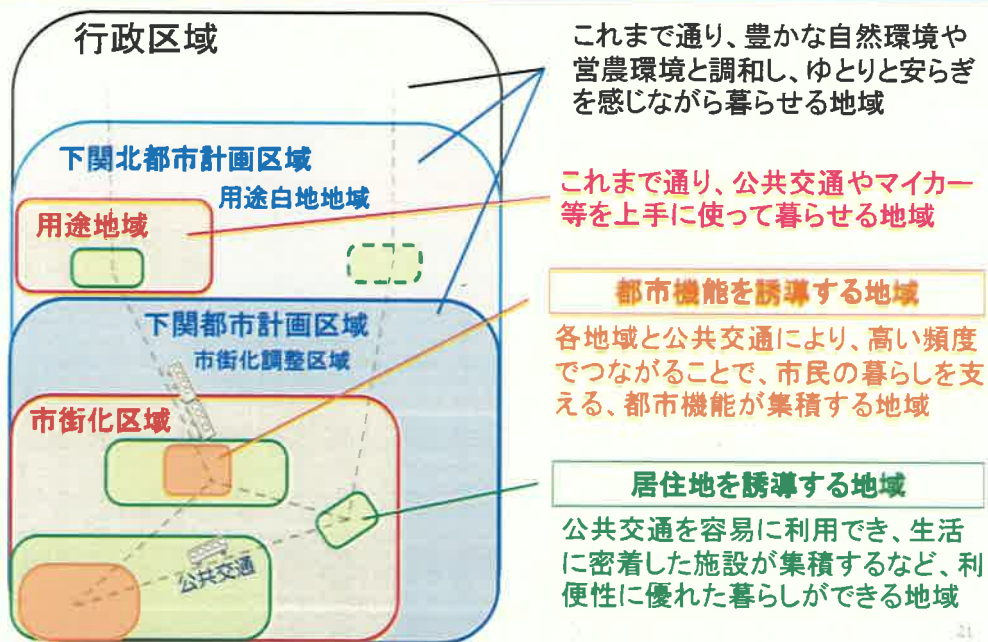 行政区域
下関北都市計画区域
用途白地地域
用途地域
下関都市計画区域
市街化調整区域
市街化区域
公共交通
これまで通り、豊かな自然環境や
営農環境と調和し、ゆとりと安らぎ
を感じながら暮らせる地域
これまで通り、公共交通やマイカー
等を上手に使って暮らせる地域
都市機能を誘導する地域
各地域と公共交通により、高い頻度
でつながることで、市民の暮らしを支
える、都市機能が集積する地域
居住地を誘導する地域
公共交通を容易に利用でき、生活
に密着した施設が集積するなど、利
便性に優れた暮らしができる地域
21